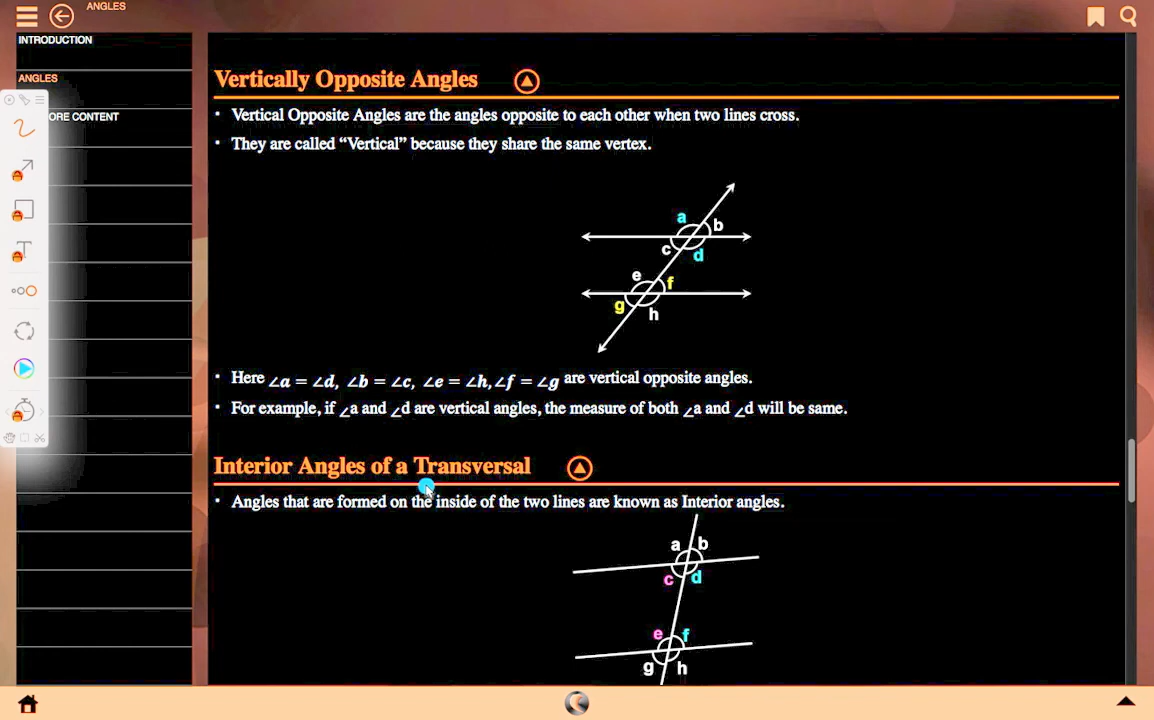 ANGLES
INTRODUCTION
ANGLES
ORE CONTENT
Vertically Opposite Angles
• Vertical Opposite Angles are the angles opposite to each other when two lines cross.
• They are called “Vertical” because they share the same vertex.
a
b
c
d
e
f
g
h
• Here ∠a = ∠d, ∠b = ∠c, ∠e = ∠h,∠f = ∠g are vertical opposite angles.
• For example, if ∠a and ∠d are vertical angles, the measure of both ∠a and ∠d will be same.
Interior Angles of a Transversal
• Angles that are formed on the inside of the two lines are known as Interior angles.
a b
c d
e f
g h